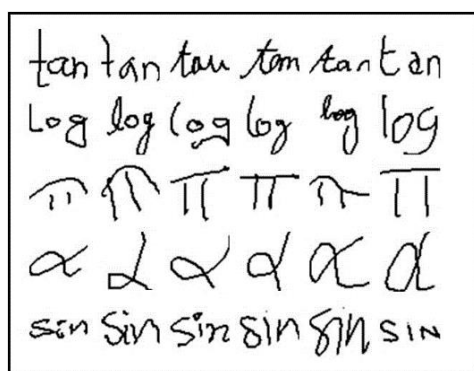 tan tan tan tan tan tan
Log log log log log log
π π π π π π
α α α α α α
sin sin sin sin sin SIN